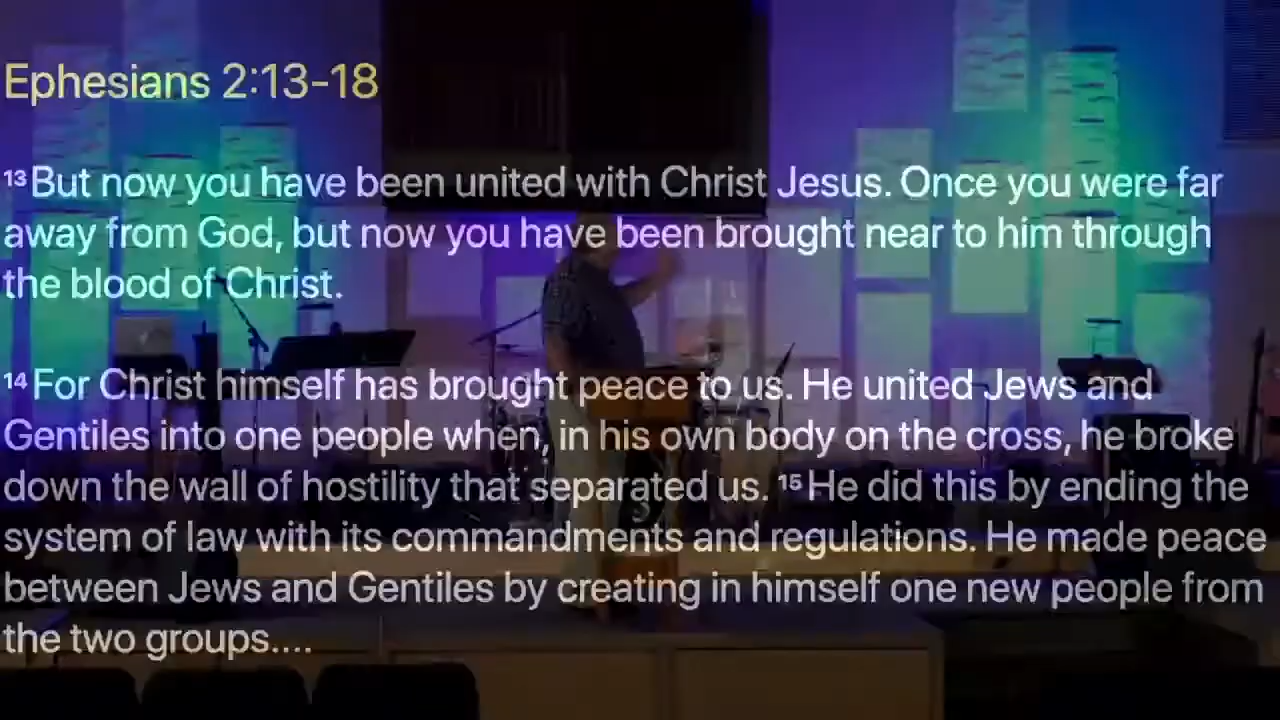 Ephesians 2:13-18
13 But now you have been united with Christ Jesus. Once you were far
away from God, but now you have been brought near to him through
the blood of Christ.
14 For Christ himself has brought peace to us. He united Jews and
Gentiles into one people when, in his own body on the cross, he broke
down the wall of hostility that separated us. 15 He did this by ending the
system of law with its commandments and regulations. He made peace
between Jews and Gentiles by creating in himself one new people from
the two groups....